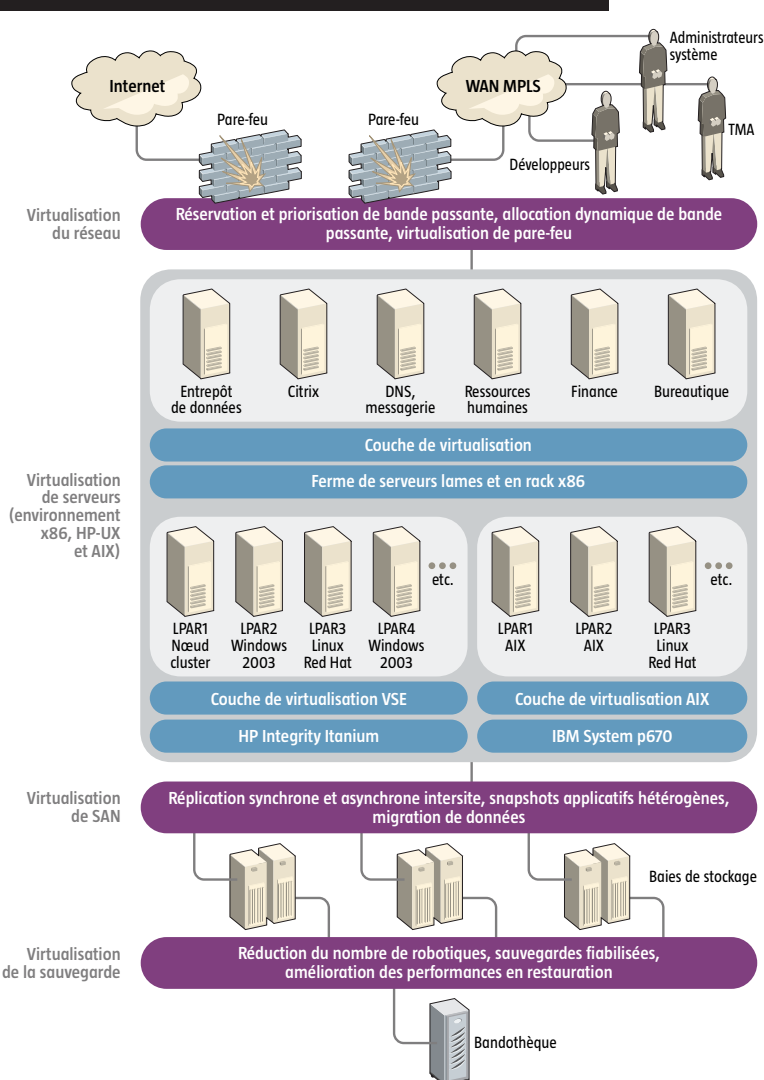 Administrateurs
système
Internet
WAN MPLS
Pare-feu
Pare-feu
TMA
Développeurs
Virtualisation
du réseau
Réservation et priorisation de bande passante, allocation dynamique de bande
passante, virtualisation de pare-feu
Entrepôt
de données
Citrix
DNS,
messagerie
Ressources
humaines
Finance
Bureautique
Couche de virtualisation
Ferme de serveurs lames et en rack x86
Virtualisation
de serveurs
(environnement
x86, HP-UX
et AIX)
LPAR1
Nœud
cluster
LPAR2
Windows
2003
LPAR3
Linux
Red Hat
LPAR4
Windows
2003
etc.
LPAR1
AIX
LPAR2
AIX
LPAR3
Linux
Red Hat
etc.
Couche de virtualisation VSE
Couche de virtualisation AIX
HP Integrity Itanium
IBM System p670
Virtualisation
de SAN
Réplication synchrone et asynchrone intersite, snapshots applicatifs hétérogènes,
migration de données
Baies de stockage
Virtualisation
de la sauvegarde
Réduction du nombre de robotiques, sauvegardes fiabilisées,
amélioration des performances en restauration
Bandothèque